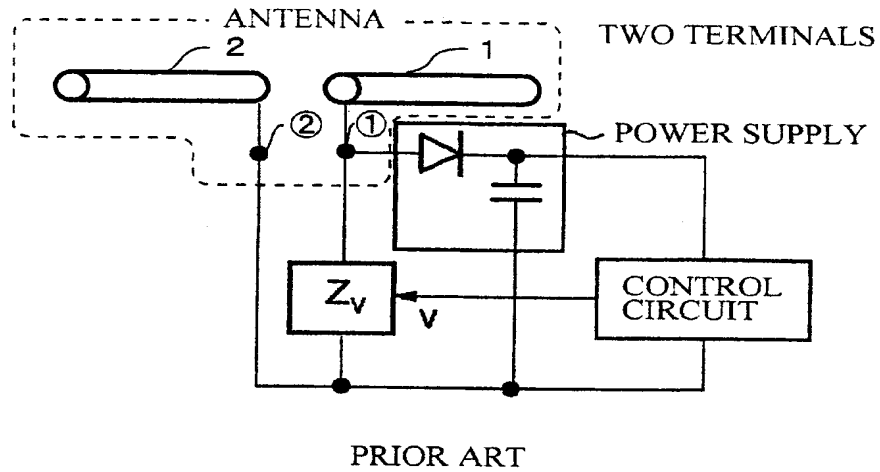 ANTENNA
TWO TERMINALS
2
1
②
①
POWER SUPPLY
Zv
V
CONTROL
CIRCUIT
PRIOR ART